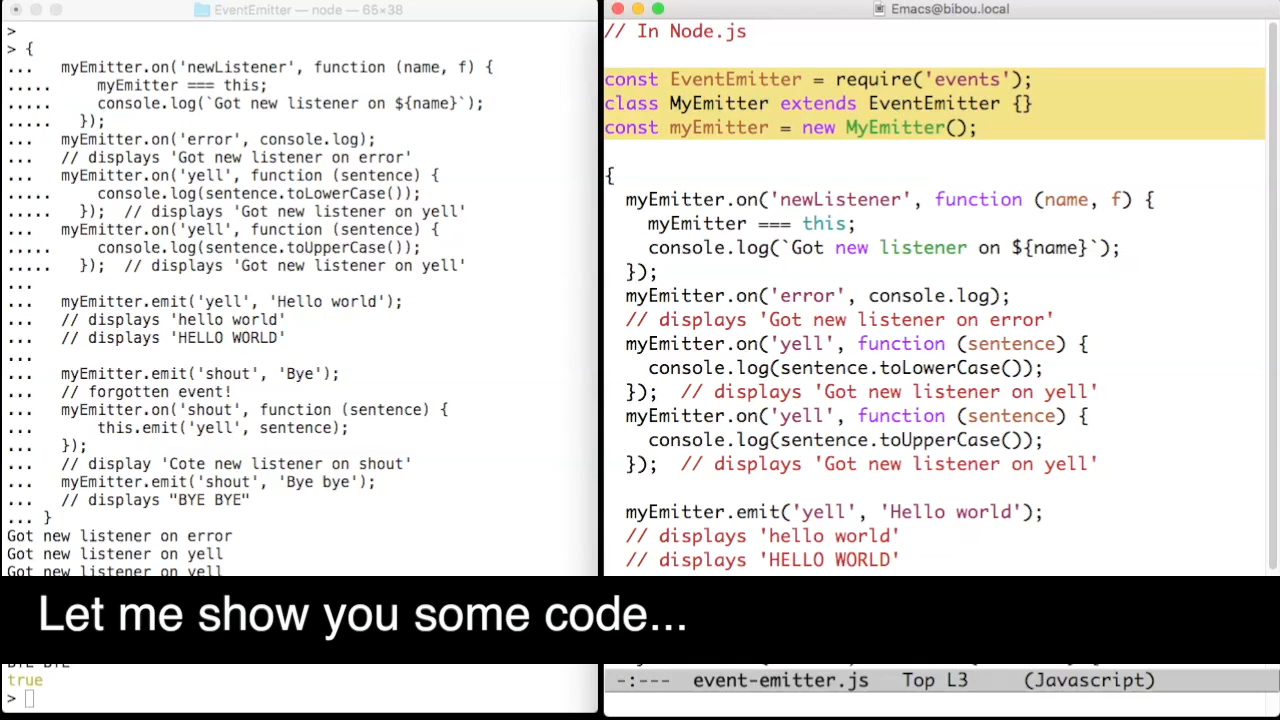 EventEmitter — node — 65×38
>
> {
...   myEmitter.on('newListener', function (name, f) {
.....     myEmitter === this;
.....     console.log(`Got new listener on ${name}`);
.....   });
...   myEmitter.on('error', console.log);
...   // displays 'Got new listener on error'
...   myEmitter.on('yell', function (sentence) {
.....     console.log(sentence.toLowerCase());
.....   });  // displays 'Got new listener on yell'
...   myEmitter.on('yell', function (sentence) {
.....     console.log(sentence.toUpperCase());
.....   });  // displays 'Got new listener on yell'
...
...   myEmitter.emit('yell', 'Hello world');
...   // displays 'hello world'
...   // displays 'HELLO WORLD'
...
...   myEmitter.emit('shout', 'Bye');
...   // forgotten event!
...   myEmitter.on('shout', function (sentence) {
...       this.emit('yell', sentence);
...   });
...   // display 'Cote new listener on shout'
...   myEmitter.emit('shout', 'Bye bye');
...   // displays "BYE BYE"
... }
Got new listener on error
Got new listener on yell
Got new listener on yell
true
>
Emacs@bibou.local
// In Node.js
const EventEmitter = require('events');
class MyEmitter extends EventEmitter {}
const myEmitter = new MyEmitter();
{
  myEmitter.on('newListener', function (name, f) {
    myEmitter === this;
    console.log(`Got new listener on ${name}`);
  });
  myEmitter.on('error', console.log);
  // displays 'Got new listener on error'
  myEmitter.on('yell', function (sentence) {
    console.log(sentence.toLowerCase());
  });  // displays 'Got new listener on yell'
  myEmitter.on('yell', function (sentence) {
    console.log(sentence.toUpperCase());
  });  // displays 'Got new listener on yell'
  myEmitter.emit('yell', 'Hello world');
  // displays 'hello world'
  // displays 'HELLO WORLD'
-:---  event-emitter.js   Top L3     (Javascript)
Let me show you some code...